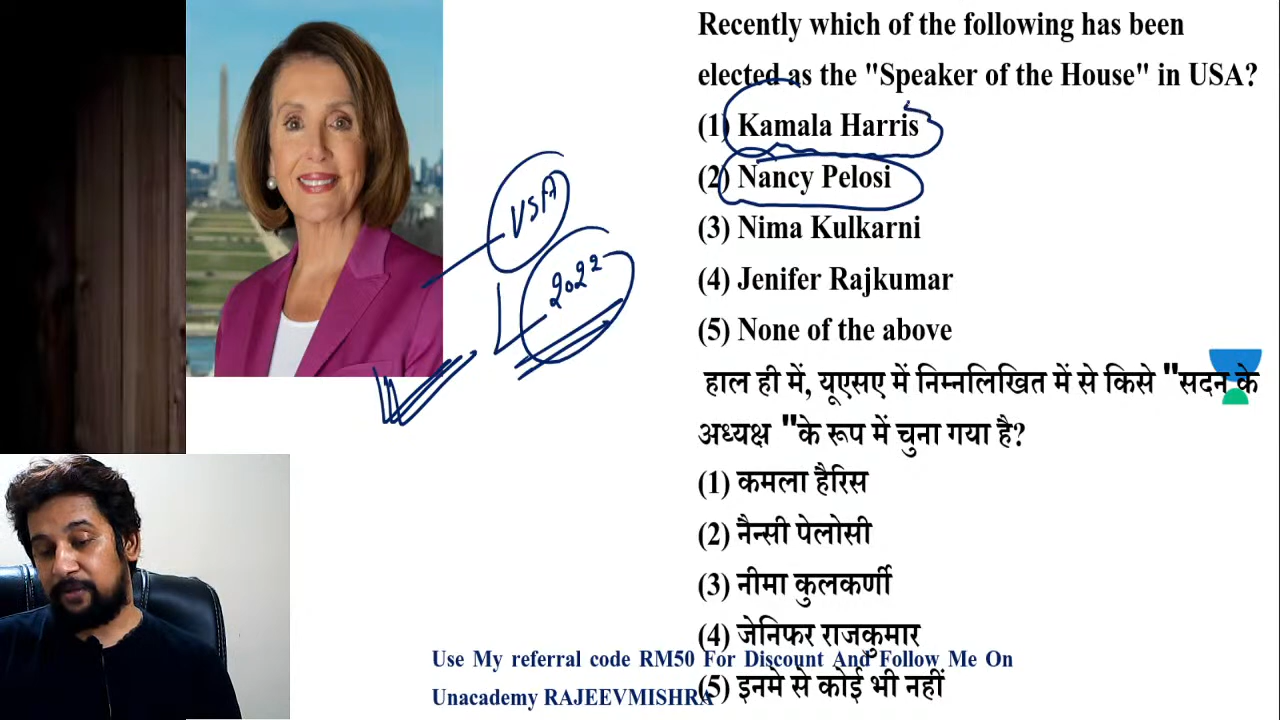 Recently which of the following has been
elected as the "Speaker of the House" in USA?
(1) Kamala Harris
(2) Nancy Pelosi
(3) Nima Kulkarni
(4) Jenifer Rajkumar
(5) None of the above
USA
2022
हाल ही में, यूएसए में निम्नलिखित में से किसे "सदन के
अध्यक्ष "के रूप में चुना गया है?
(1) कमला हैरिस
(2) नैन्सी पेलोसी
(3) नीमा कुलकर्णी
(4) जेनिफर राजकुमार
(5) इनमे से कोई भी नहीं
Use My referral code RM50 For Discount And Follow Me On
Unacademy RAJEEVMISHRA